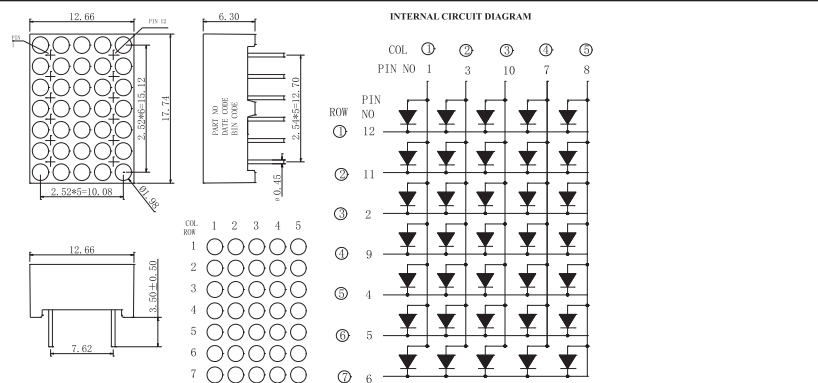 12.66
PIN
1
PIN 12
2.52*6=15.12
17.74
2.52*5=10.08
Ø1.98
6.30
PART NO
DATE CODE
BIN CODE
2.54*5=12.70
0.45
12.66
3.50±0.50
7.62
COL 1 2 3 4 5
ROW
1
2
3
4
5
6
7
INTERNAL CIRCUIT DIAGRAM
COL ① ② ③ ④ ⑤
PIN NO 1 3 10 7 8
PIN
ROW NO
① 12
② 11
③ 2
④ 9
⑤ 4
⑥ 5
⑦ 6